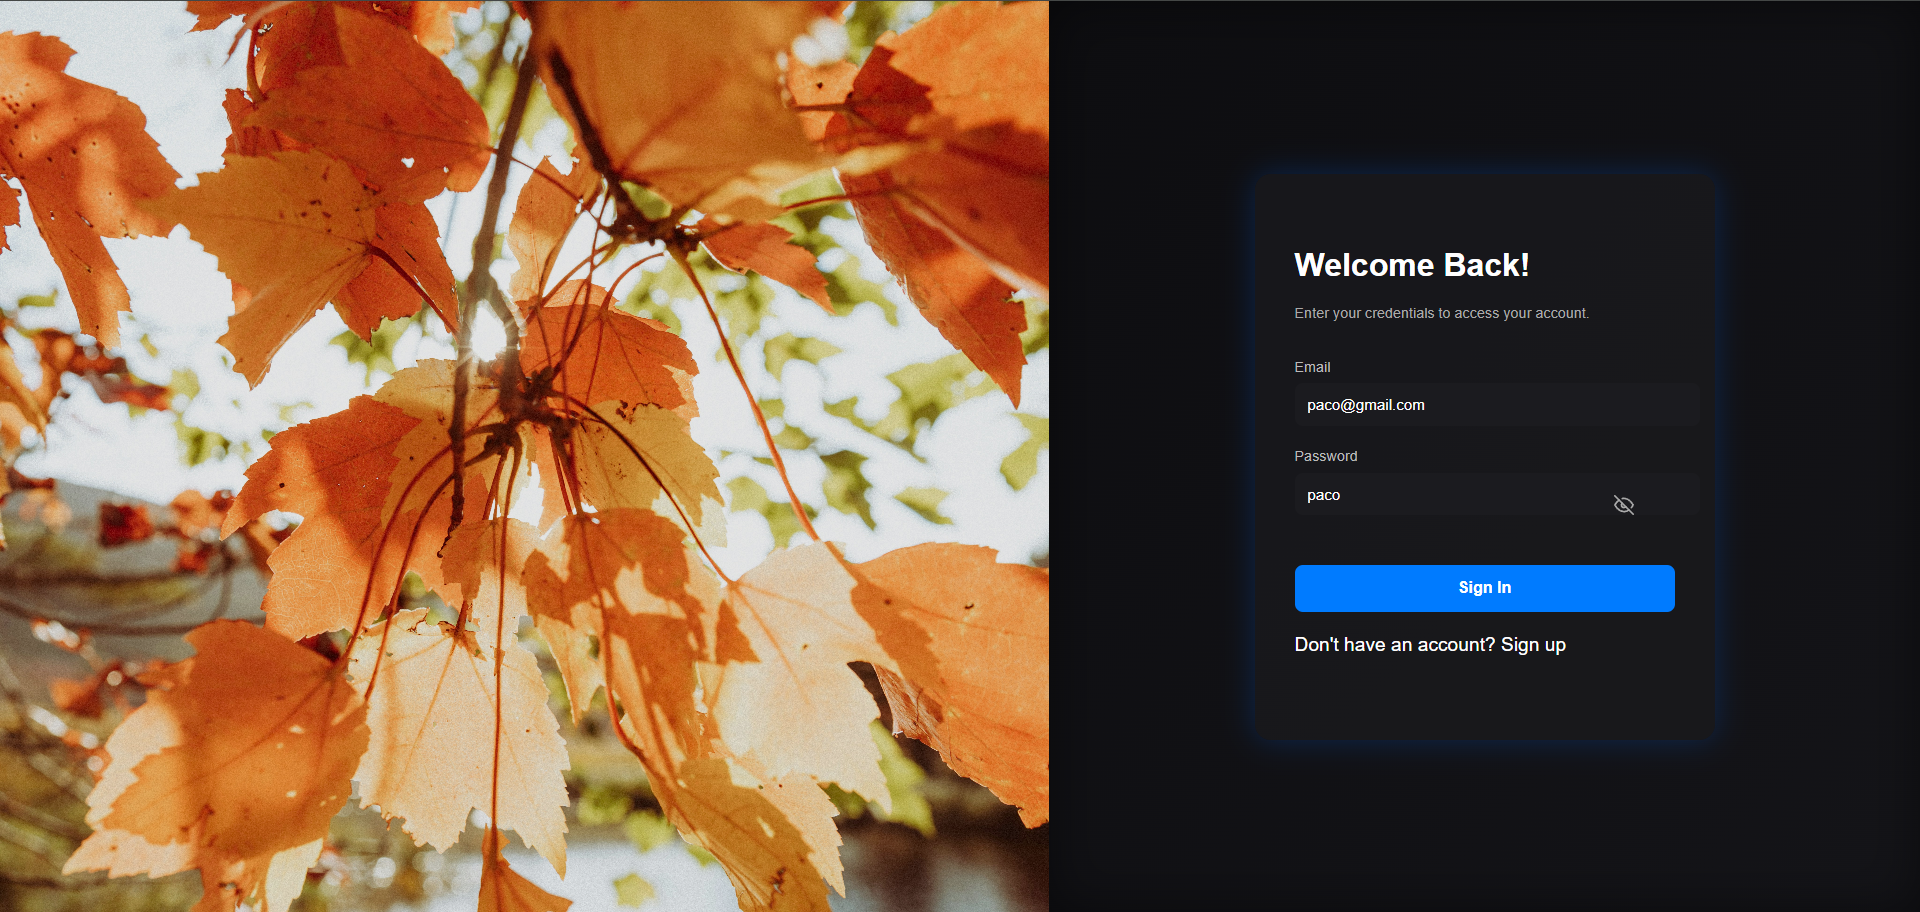 Welcome Back!
Enter your credentials to access your account.
Email
paco@gmail.com
Password
paco
Sign In
Don't have an account? Sign up